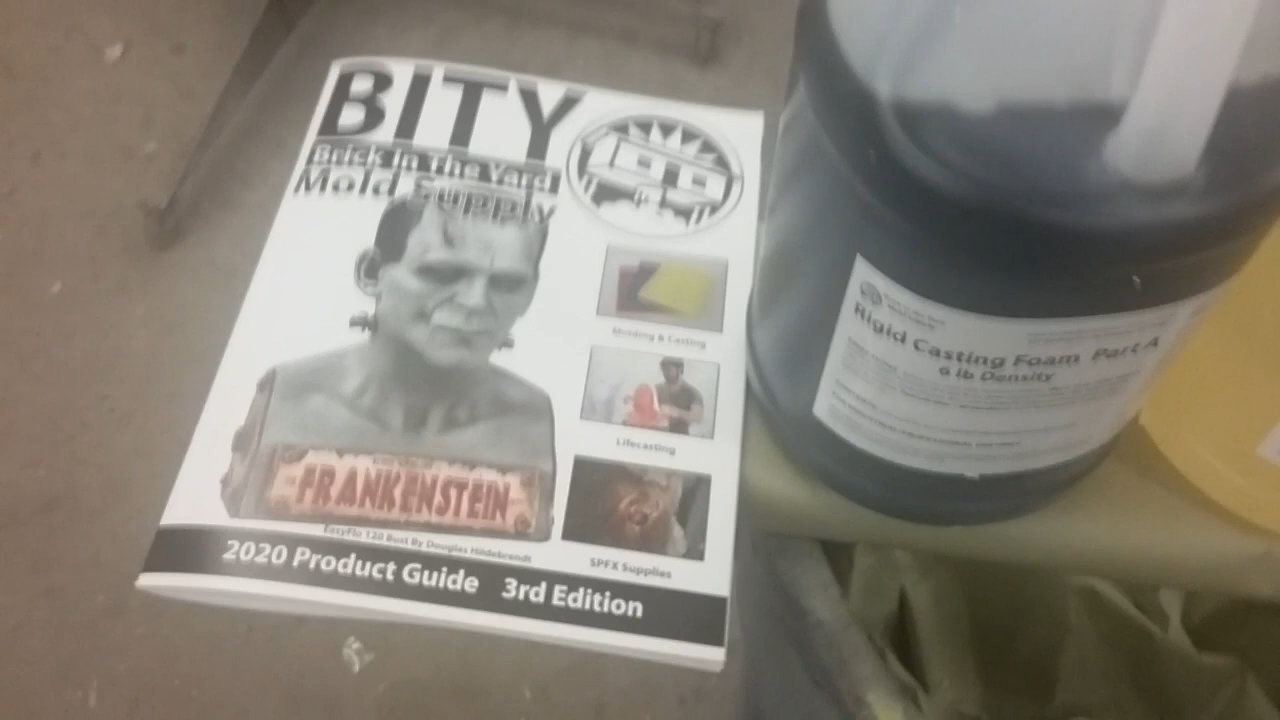 BITY
Brick In The Yard
Mold Supply
Molding & Casting
Lifecasting
FRANKENSTEIN
EasyFlo 120 Bust By Douglas Hildebrandt
SPFX Supplies
2020 Product Guide 3rd Edition
Rigid Casting Foam Part A
6 lb Density